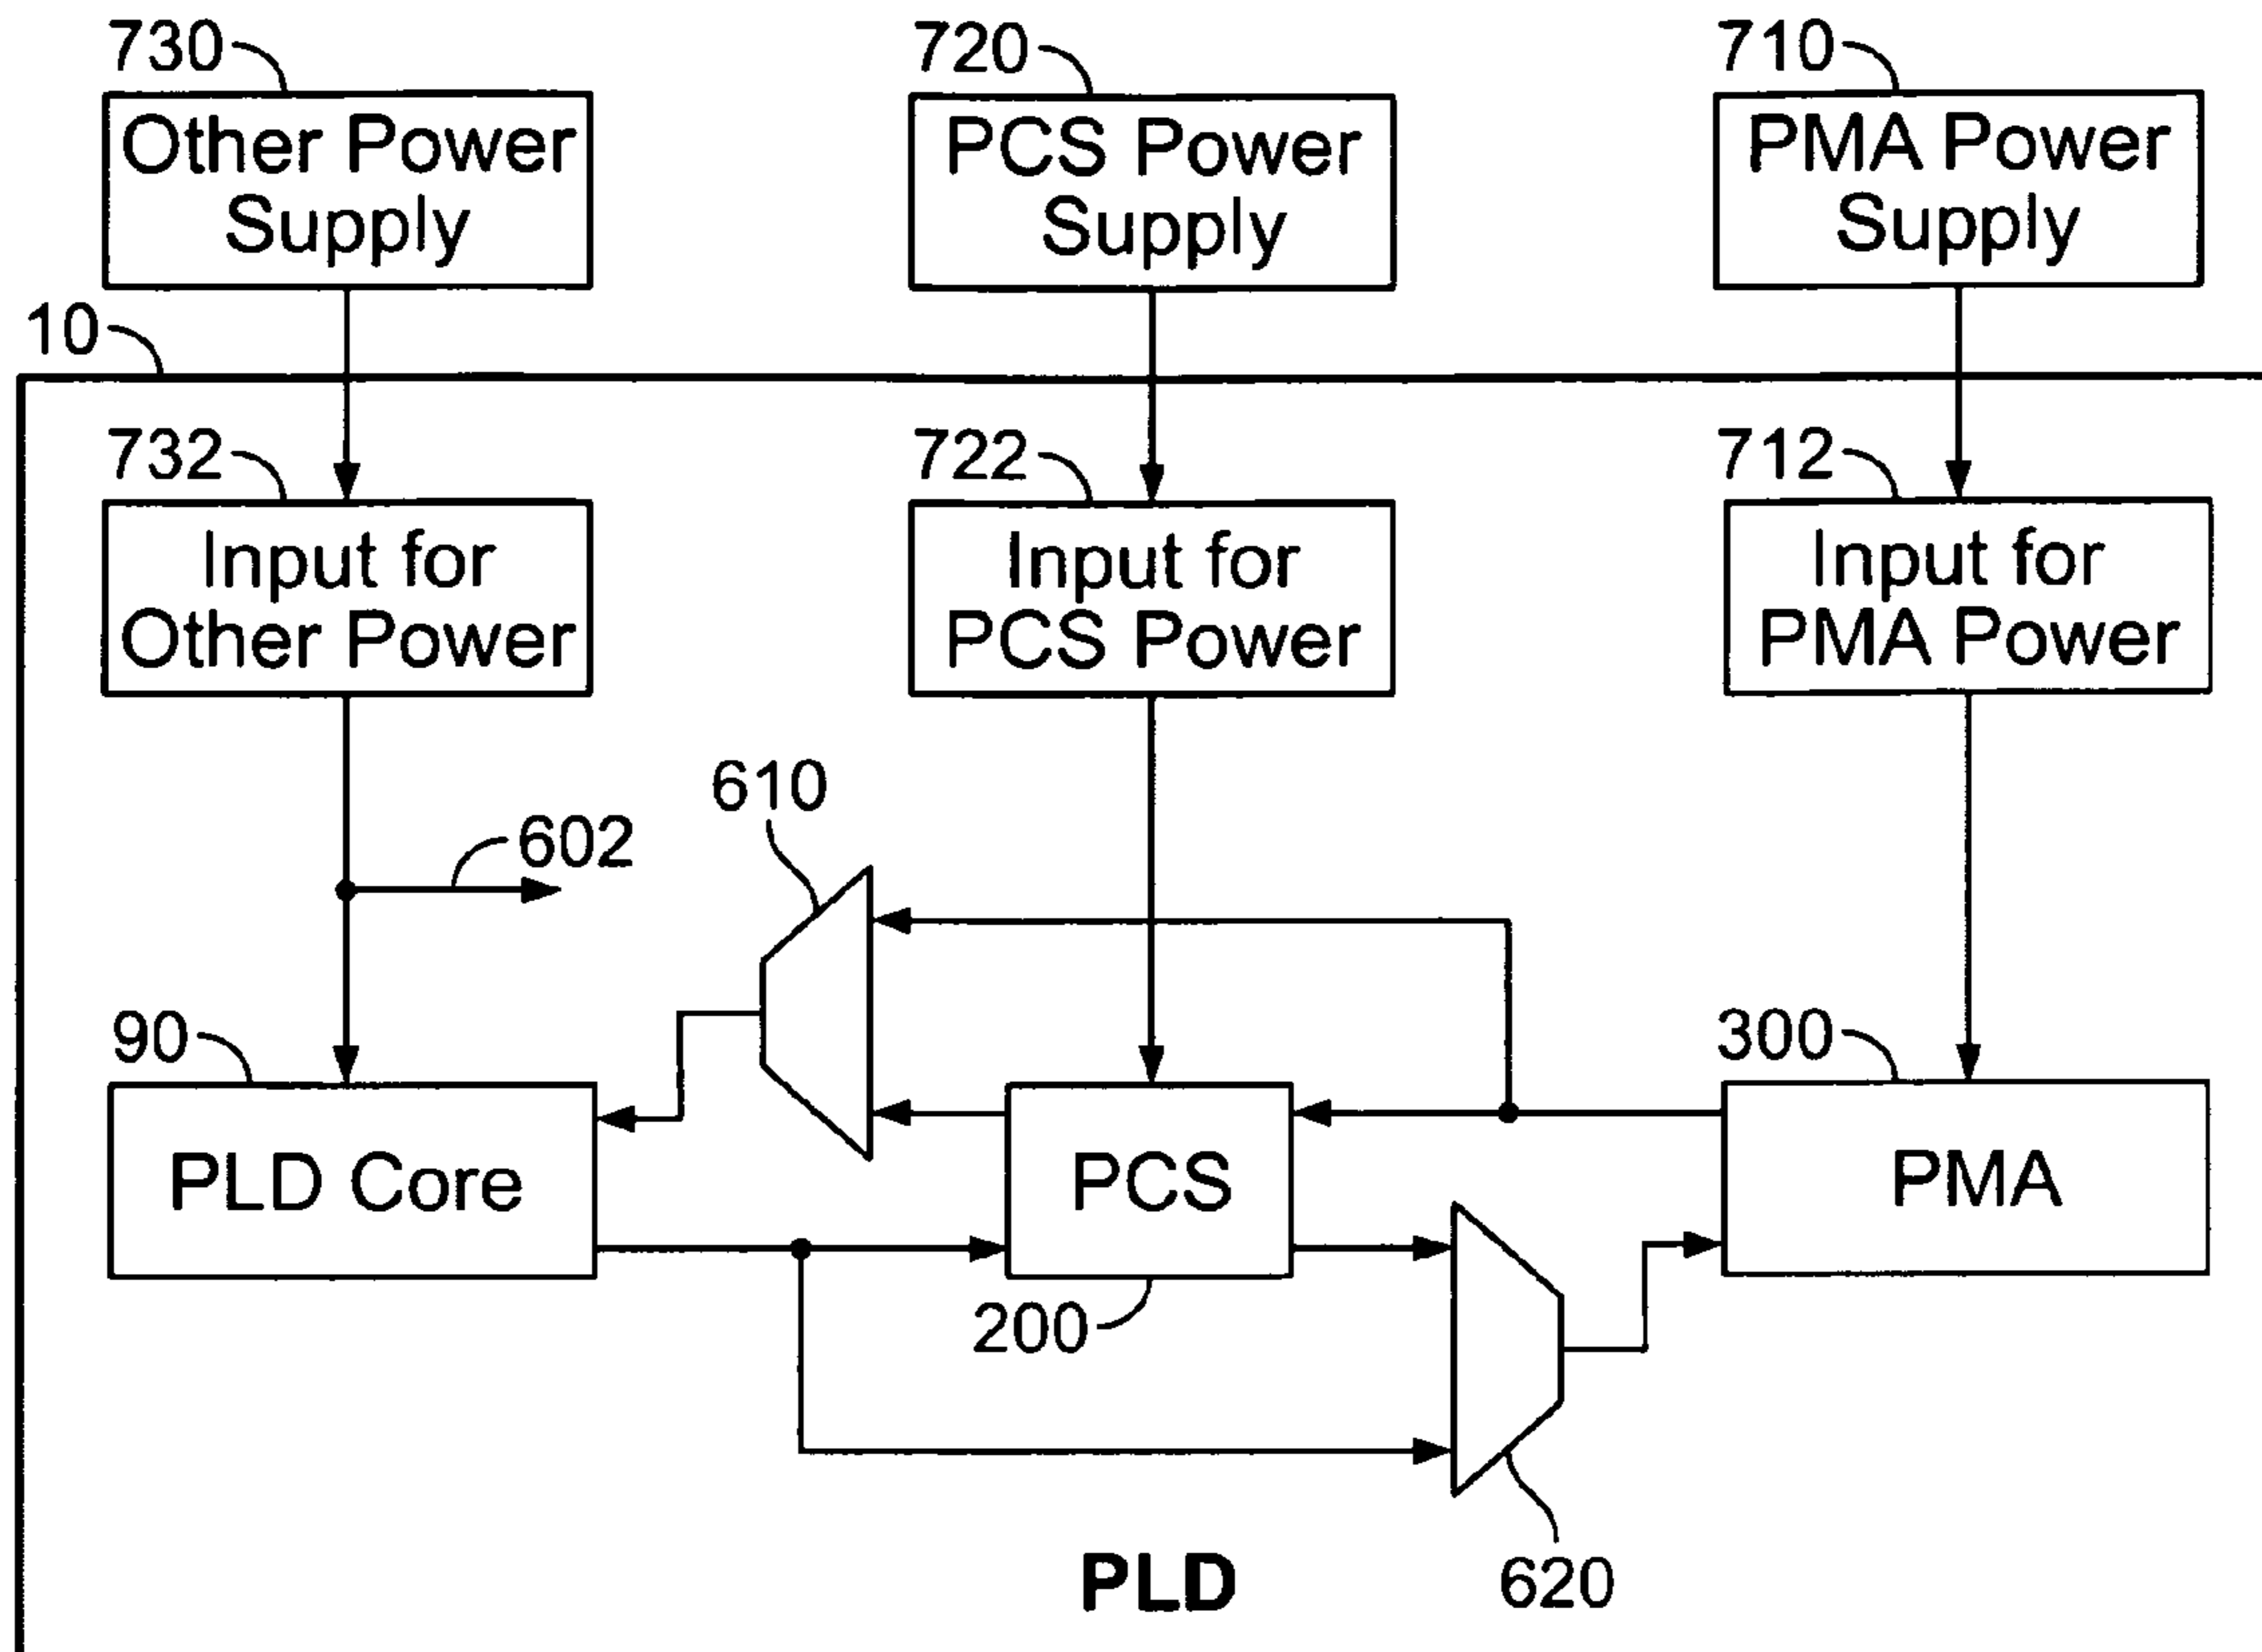 730
720
710
Other Power
Supply
PCS Power
Supply
PMA Power
Supply
10
732
722
712
Input for
Other Power
Input for
PCS Power
Input for
PMA Power
610
602
90
300
PLD Core
PCS
PMA
200
PLD
620